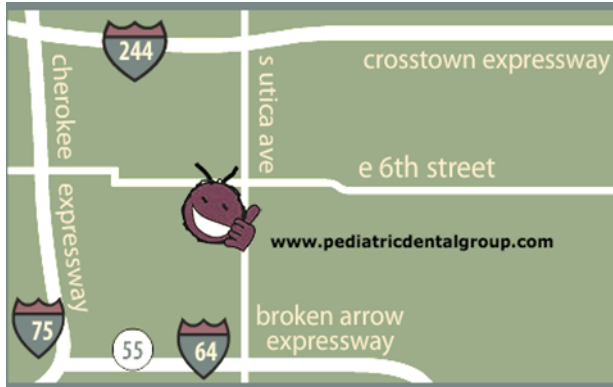 244
crosstown expressway
cherokee expressway
s utica ave
e 6th street
www.pediatricdentalgroup.com
broken arrow
expressway
75
55
64